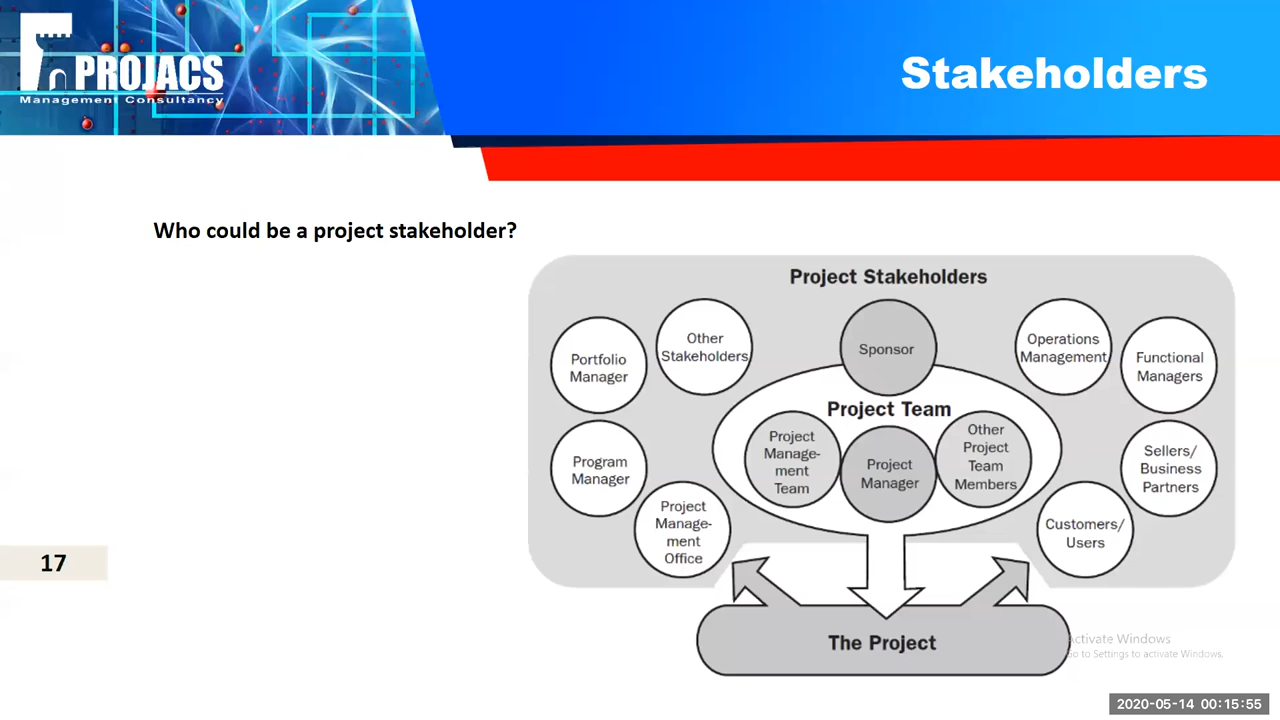 PROJACS
Management Consultancy
Stakeholders
Who could be a project stakeholder?
Project Stakeholders
Portfolio
Manager
Other
Stakeholders
Sponsor
Operations
Management
Functional
Managers
Project Team
Program
Manager
Project
Manage-
ment
Team
Project
Manager
Other
Project
Team
Members
Sellers/
Business
Partners
Project
Manage-
ment
Office
Customers/
Users
17
The Project
Activate Windows
Go to Settings to activate Windows.
2020-05-14 00:15:55